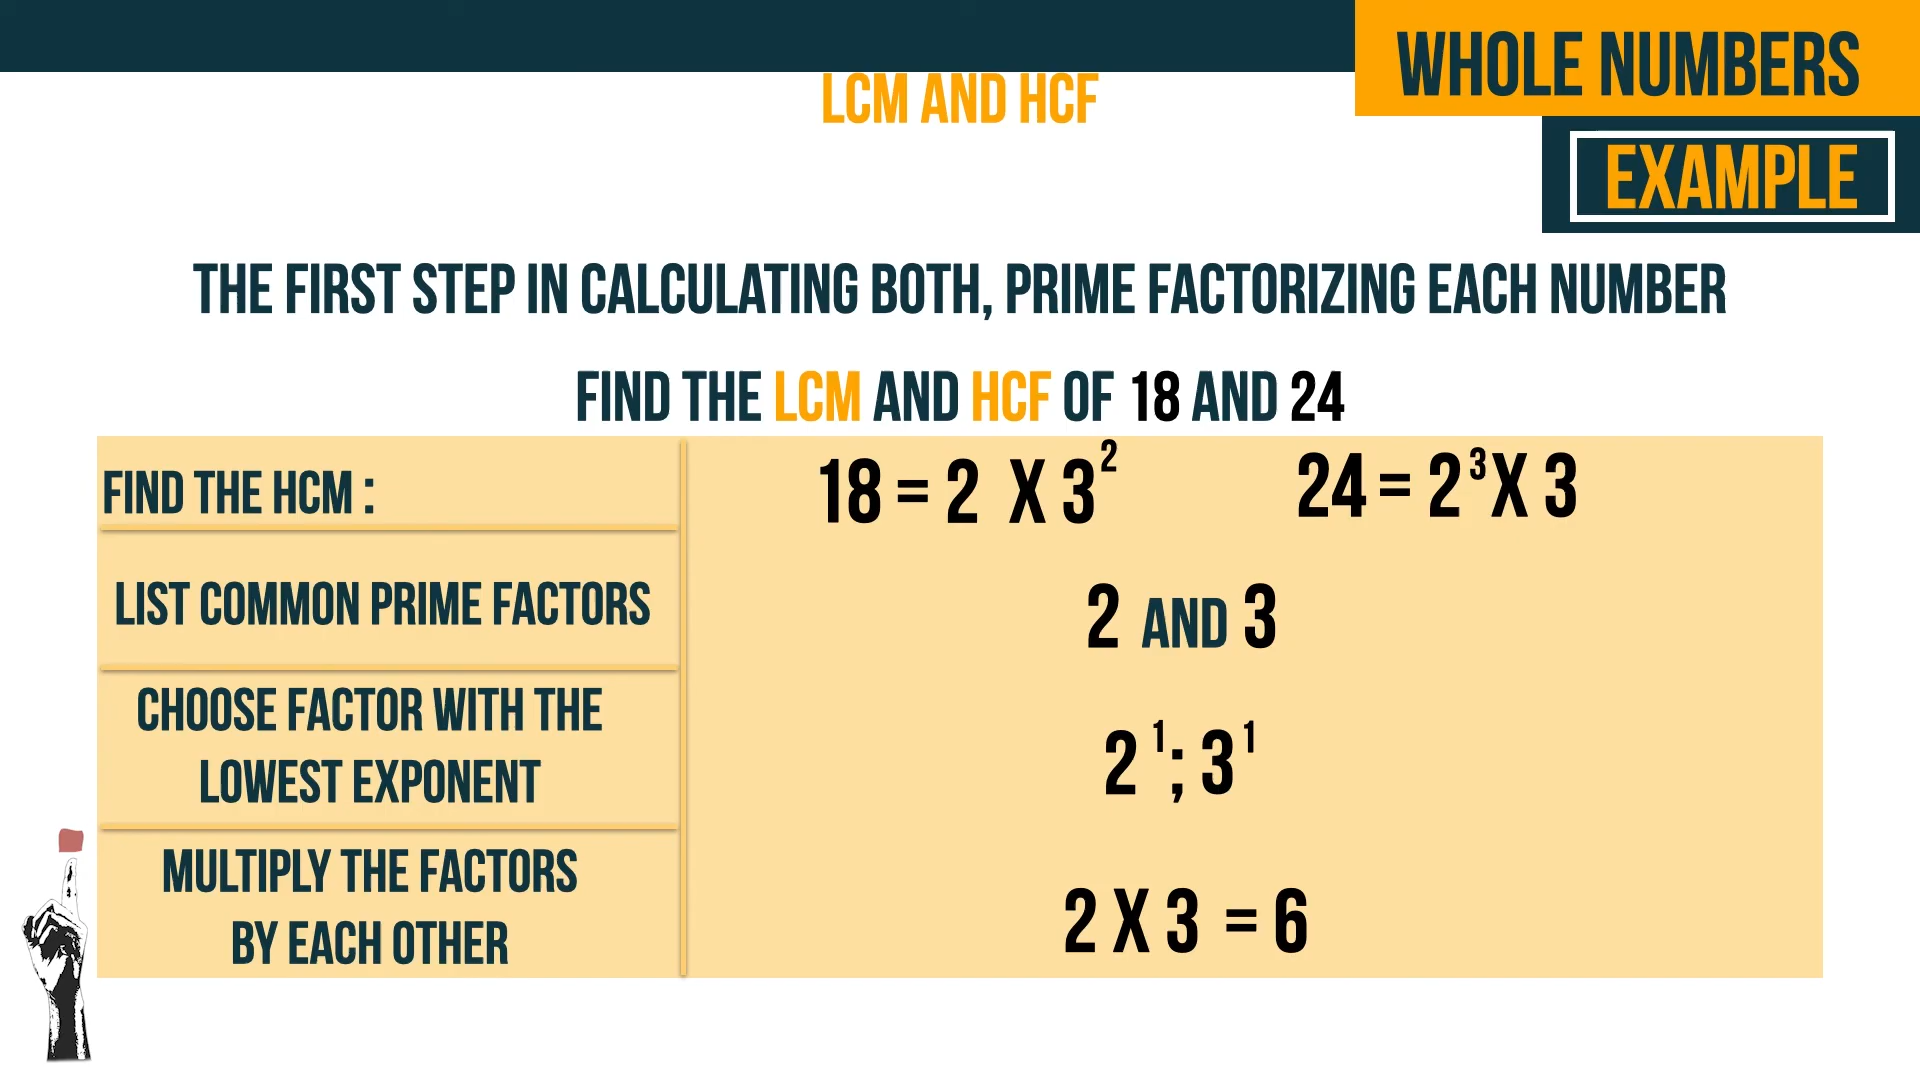 WHOLE NUMBERS
LCM AND HCF
EXAMPLE
THE FIRST STEP IN CALCULATING BOTH, PRIME FACTORIZING EACH NUMBER
FIND THE LCM AND HCF OF 18 AND 24
FIND THE HCM :
18 = 2 X 3²
24 = 2³ X 3
LIST COMMON PRIME FACTORS
2 AND 3
CHOOSE FACTOR WITH THE
LOWEST EXPONENT
2¹; 3¹
MULTIPLY THE FACTORS
BY EACH OTHER
2 X 3 = 6